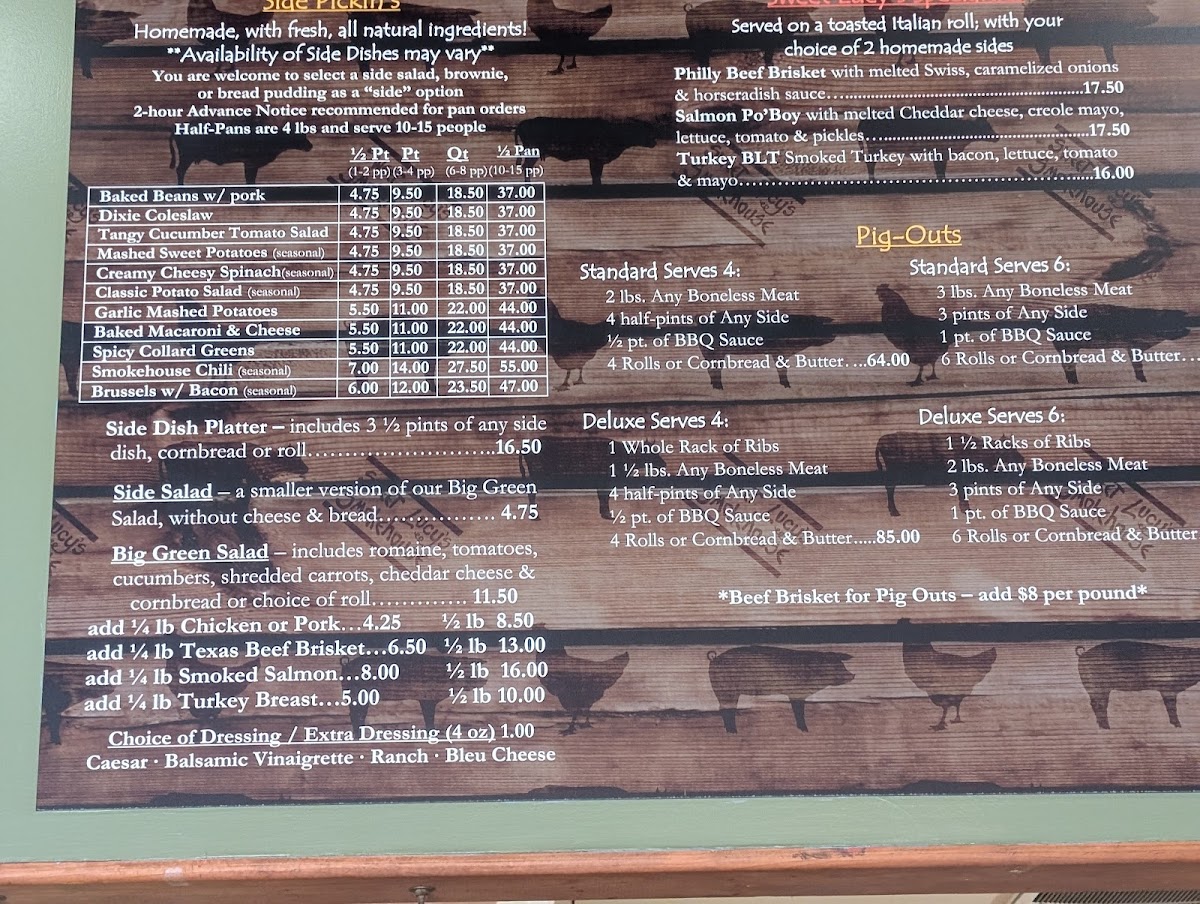 Side Pickin's
Homemade, with fresh, all natural ingredients!
**Availability of Side Dishes may vary**
You are welcome to select a side salad, brownie,
or bread pudding as a “side” option
2-hour Advance Notice recommended for pan orders
Half-Pans are 4 lbs and serve 10-15 people
½ Pt Pt Qt ½ Pan
(1-2 pp) (3-4 pp) (6-8 pp) (10-15 pp)
Baked Beans w/ pork 4.75 9.50 18.50 37.00
Dixie Coleslaw 4.75 9.50 18.50 37.00
Tangy Cucumber Tomato Salad 4.75 9.50 18.50 37.00
Mashed Sweet Potatoes (seasonal) 4.75 9.50 18.50 37.00
Creamy Cheesy Spinach(seasonal) 4.75 9.50 18.50 37.00
Classic Potato Salad (seasonal) 4.75 9.50 18.50 37.00
Garlic Mashed Potatoes 5.50 11.00 22.00 44.00
Baked Macaroni & Cheese 5.50 11.00 22.00 44.00
Spicy Collard Greens 5.50 11.00 22.00 44.00
Smokehouse Chili (seasonal) 7.00 14.00 27.50 55.00
Brussels w/ Bacon (seasonal) 6.00 12.00 23.50 47.00
Side Dish Platter – includes 3 ½ pints of any side
dish, cornbread or roll……………………..16.50
Side Salad – a smaller version of our Big Green
Salad, without cheese & bread…………… 4.75
Big Green Salad – includes romaine, tomatoes,
cucumbers, shredded carrots, cheddar cheese &
cornbread or choice of roll…………. 11.50
add ¼ lb Chicken or Pork…4.25 ½ lb 8.50
add ¼ lb Texas Beef Brisket…6.50 ½ lb 13.00
add ¼ lb Smoked Salmon…8.00 ½ lb 16.00
add ¼ lb Turkey Breast…5.00 ½ lb 10.00
Choice of Dressing / Extra Dressing (4 oz) 1.00
Caesar · Balsamic Vinaigrette · Ranch · Bleu Cheese
Sweet Lucy's
Served on a toasted Italian roll; with your
choice of 2 homemade sides
Philly Beef Brisket with melted Swiss, caramelized onions
& horseradish sauce…...........................................17.50
Salmon Po'Boy with melted Cheddar cheese, creole mayo,
lettuce, tomato & pickles.......................................17.50
Turkey BLT Smoked Turkey with bacon, lettuce, tomato
& mayo…………………………………………16.00
Pig-Outs
Standard Serves 4:
2 lbs. Any Boneless Meat
4 half-pints of Any Side
½ pt. of BBQ Sauce
4 Rolls or Cornbread & Butter….64.00
Standard Serves 6:
3 lbs. Any Boneless Meat
3 pints of Any Side
1 pt. of BBQ Sauce
6 Rolls or Cornbread & Butter…
Deluxe Serves 4:
1 Whole Rack of Ribs
1 ½ lbs. Any Boneless Meat
4 half-pints of Any Side
½ pt. of BBQ Sauce
4 Rolls or Cornbread & Butter.....85.00
Deluxe Serves 6:
1 ½ Racks of Ribs
2 lbs. Any Boneless Meat
3 pints of Any Side
1 pt. of BBQ Sauce
6 Rolls or Cornbread & Butter
*Beef Brisket for Pig Outs – add $8 per pound*